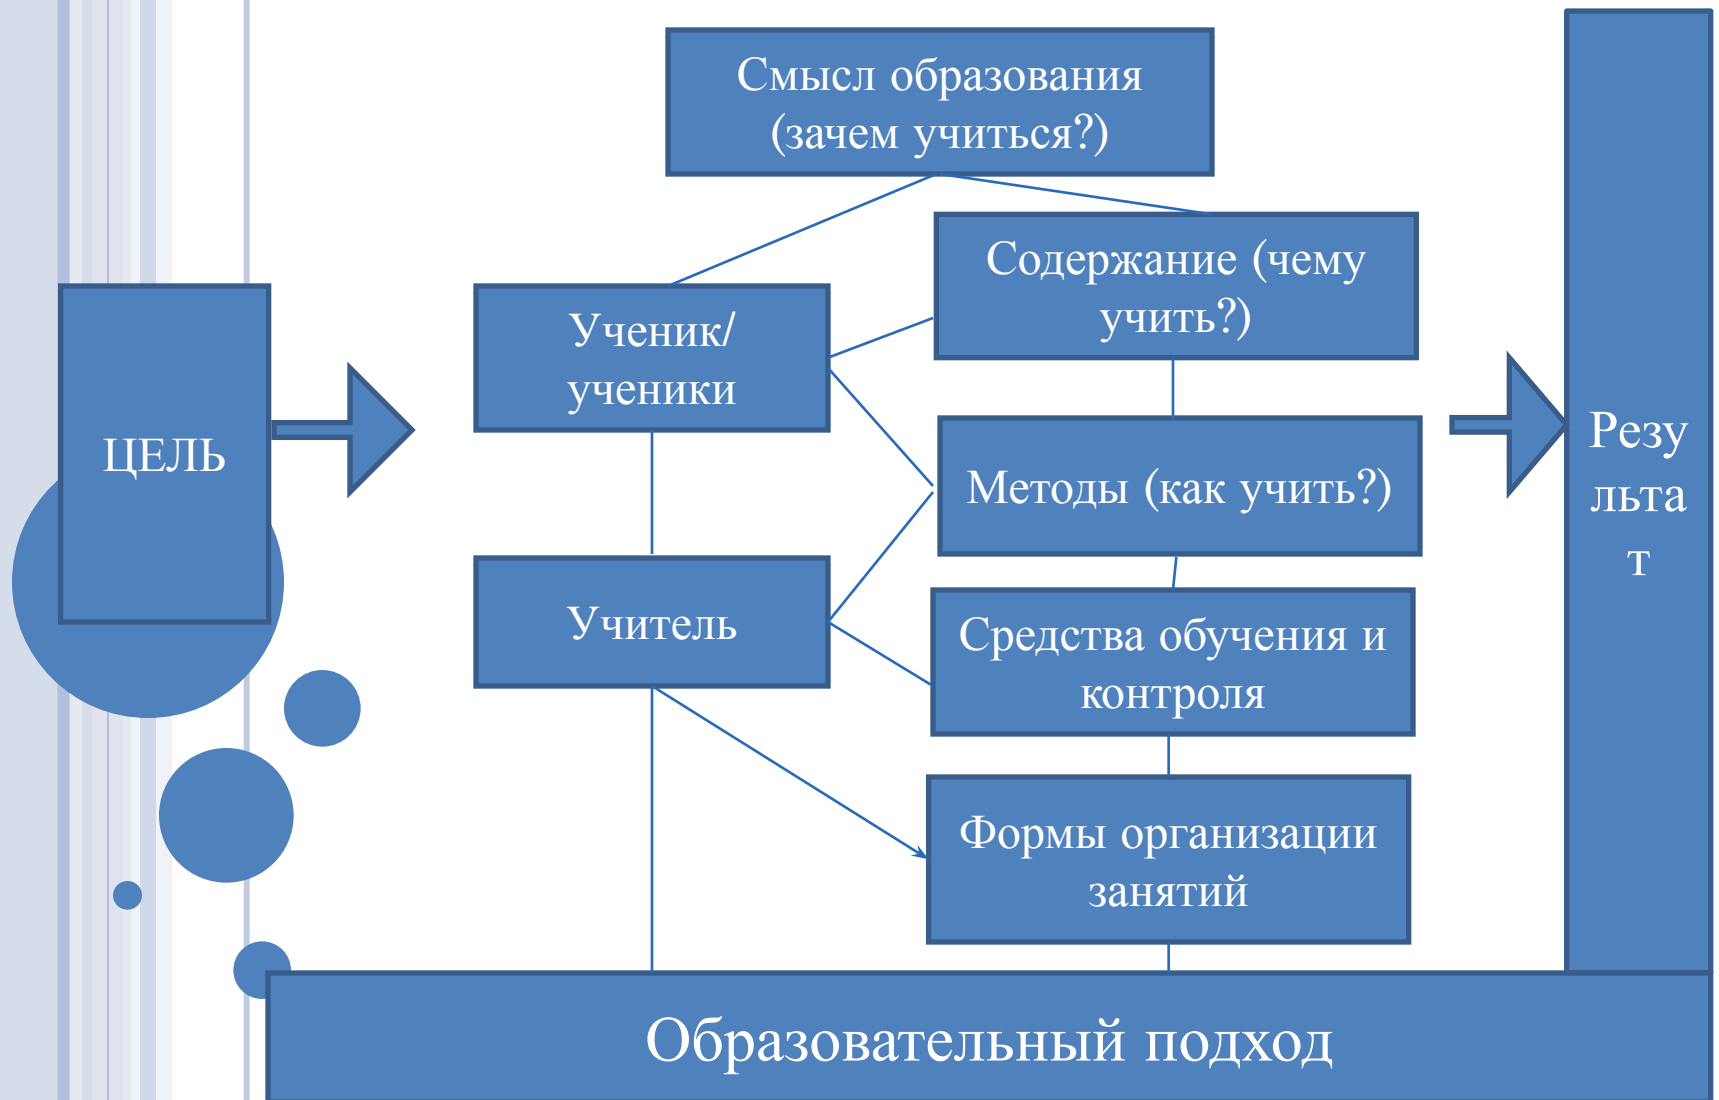 Смысл образования
(зачем учиться?)
Содержание (чему
учить?)
Ученик/
ученики
ЦЕЛЬ
Методы (как учить?)
Резу
льта
т
Учитель
Средства обучения и
контроля
Формы организации
занятий
Образовательный подход